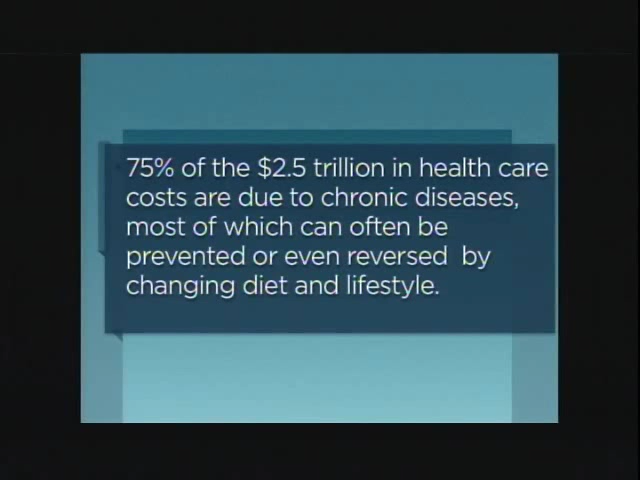 75% of the $2.5 trillion in health care
costs are due to chronic diseases,
most of which can often be
prevented or even reversed by
changing diet and lifestyle.